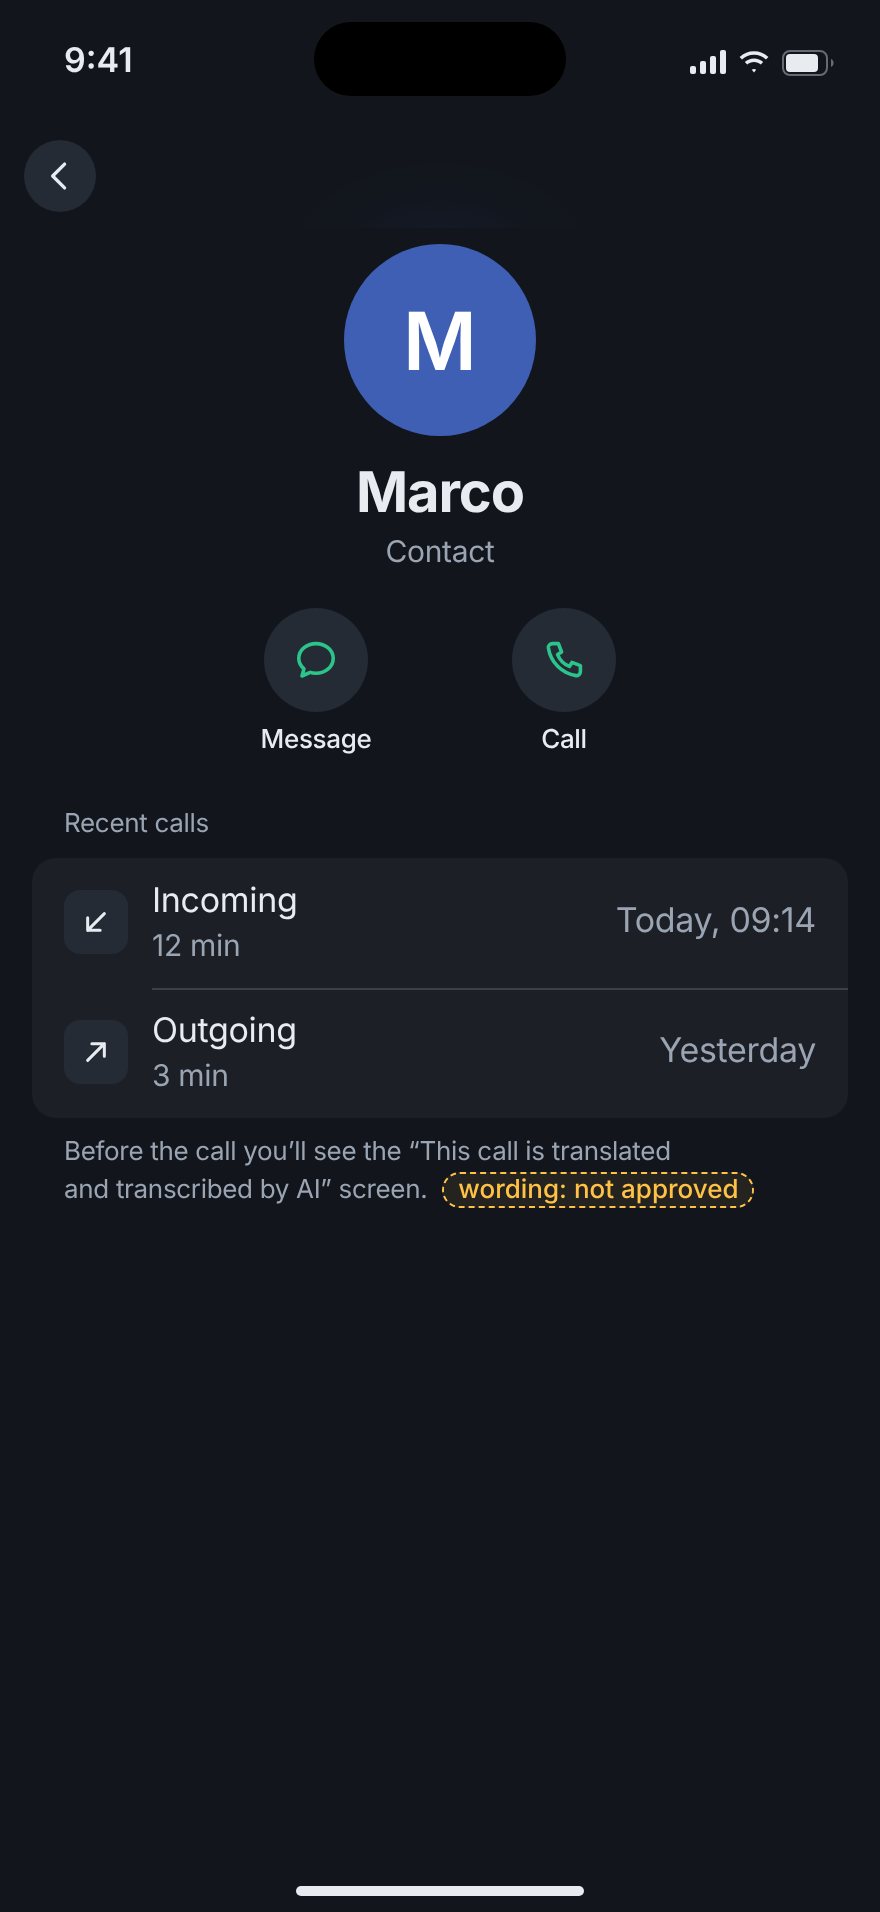 9:41
M
Marco
Contact
Message
Call
Recent calls
Incoming
12 min
Today, 09:14
Outgoing
3 min
Yesterday
Before the call you’ll see the “This call is translated
and transcribed by AI” screen. wording: not approved